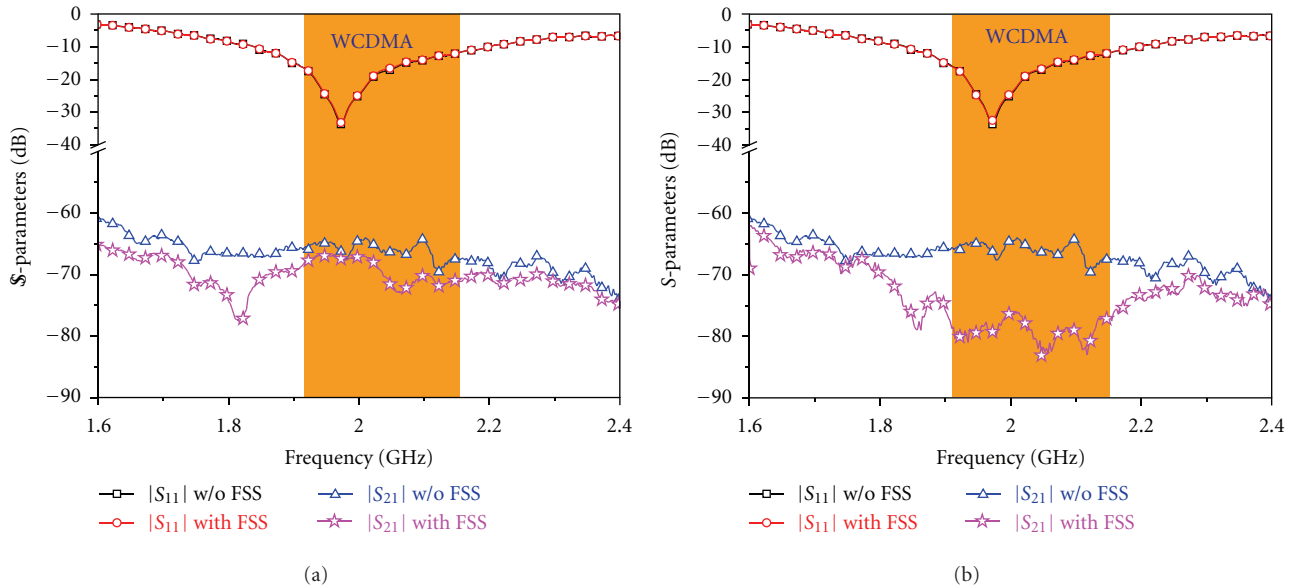 0
−10
−20
−30
−40
−60
−70
−80
−90
S-parameters (dB)
WCDMA
1.6
1.8
2
2.2
2.4
Frequency (GHz)
|S11| w/o FSS
|S21| w/o FSS
|S11| with FSS
|S21| with FSS
(a)
0
−10
−20
−30
−40
−60
−70
−80
−90
S-parameters (dB)
WCDMA
1.6
1.8
2
2.2
2.4
Frequency (GHz)
|S11| w/o FSS
|S21| w/o FSS
|S11| with FSS
|S21| with FSS
(b)